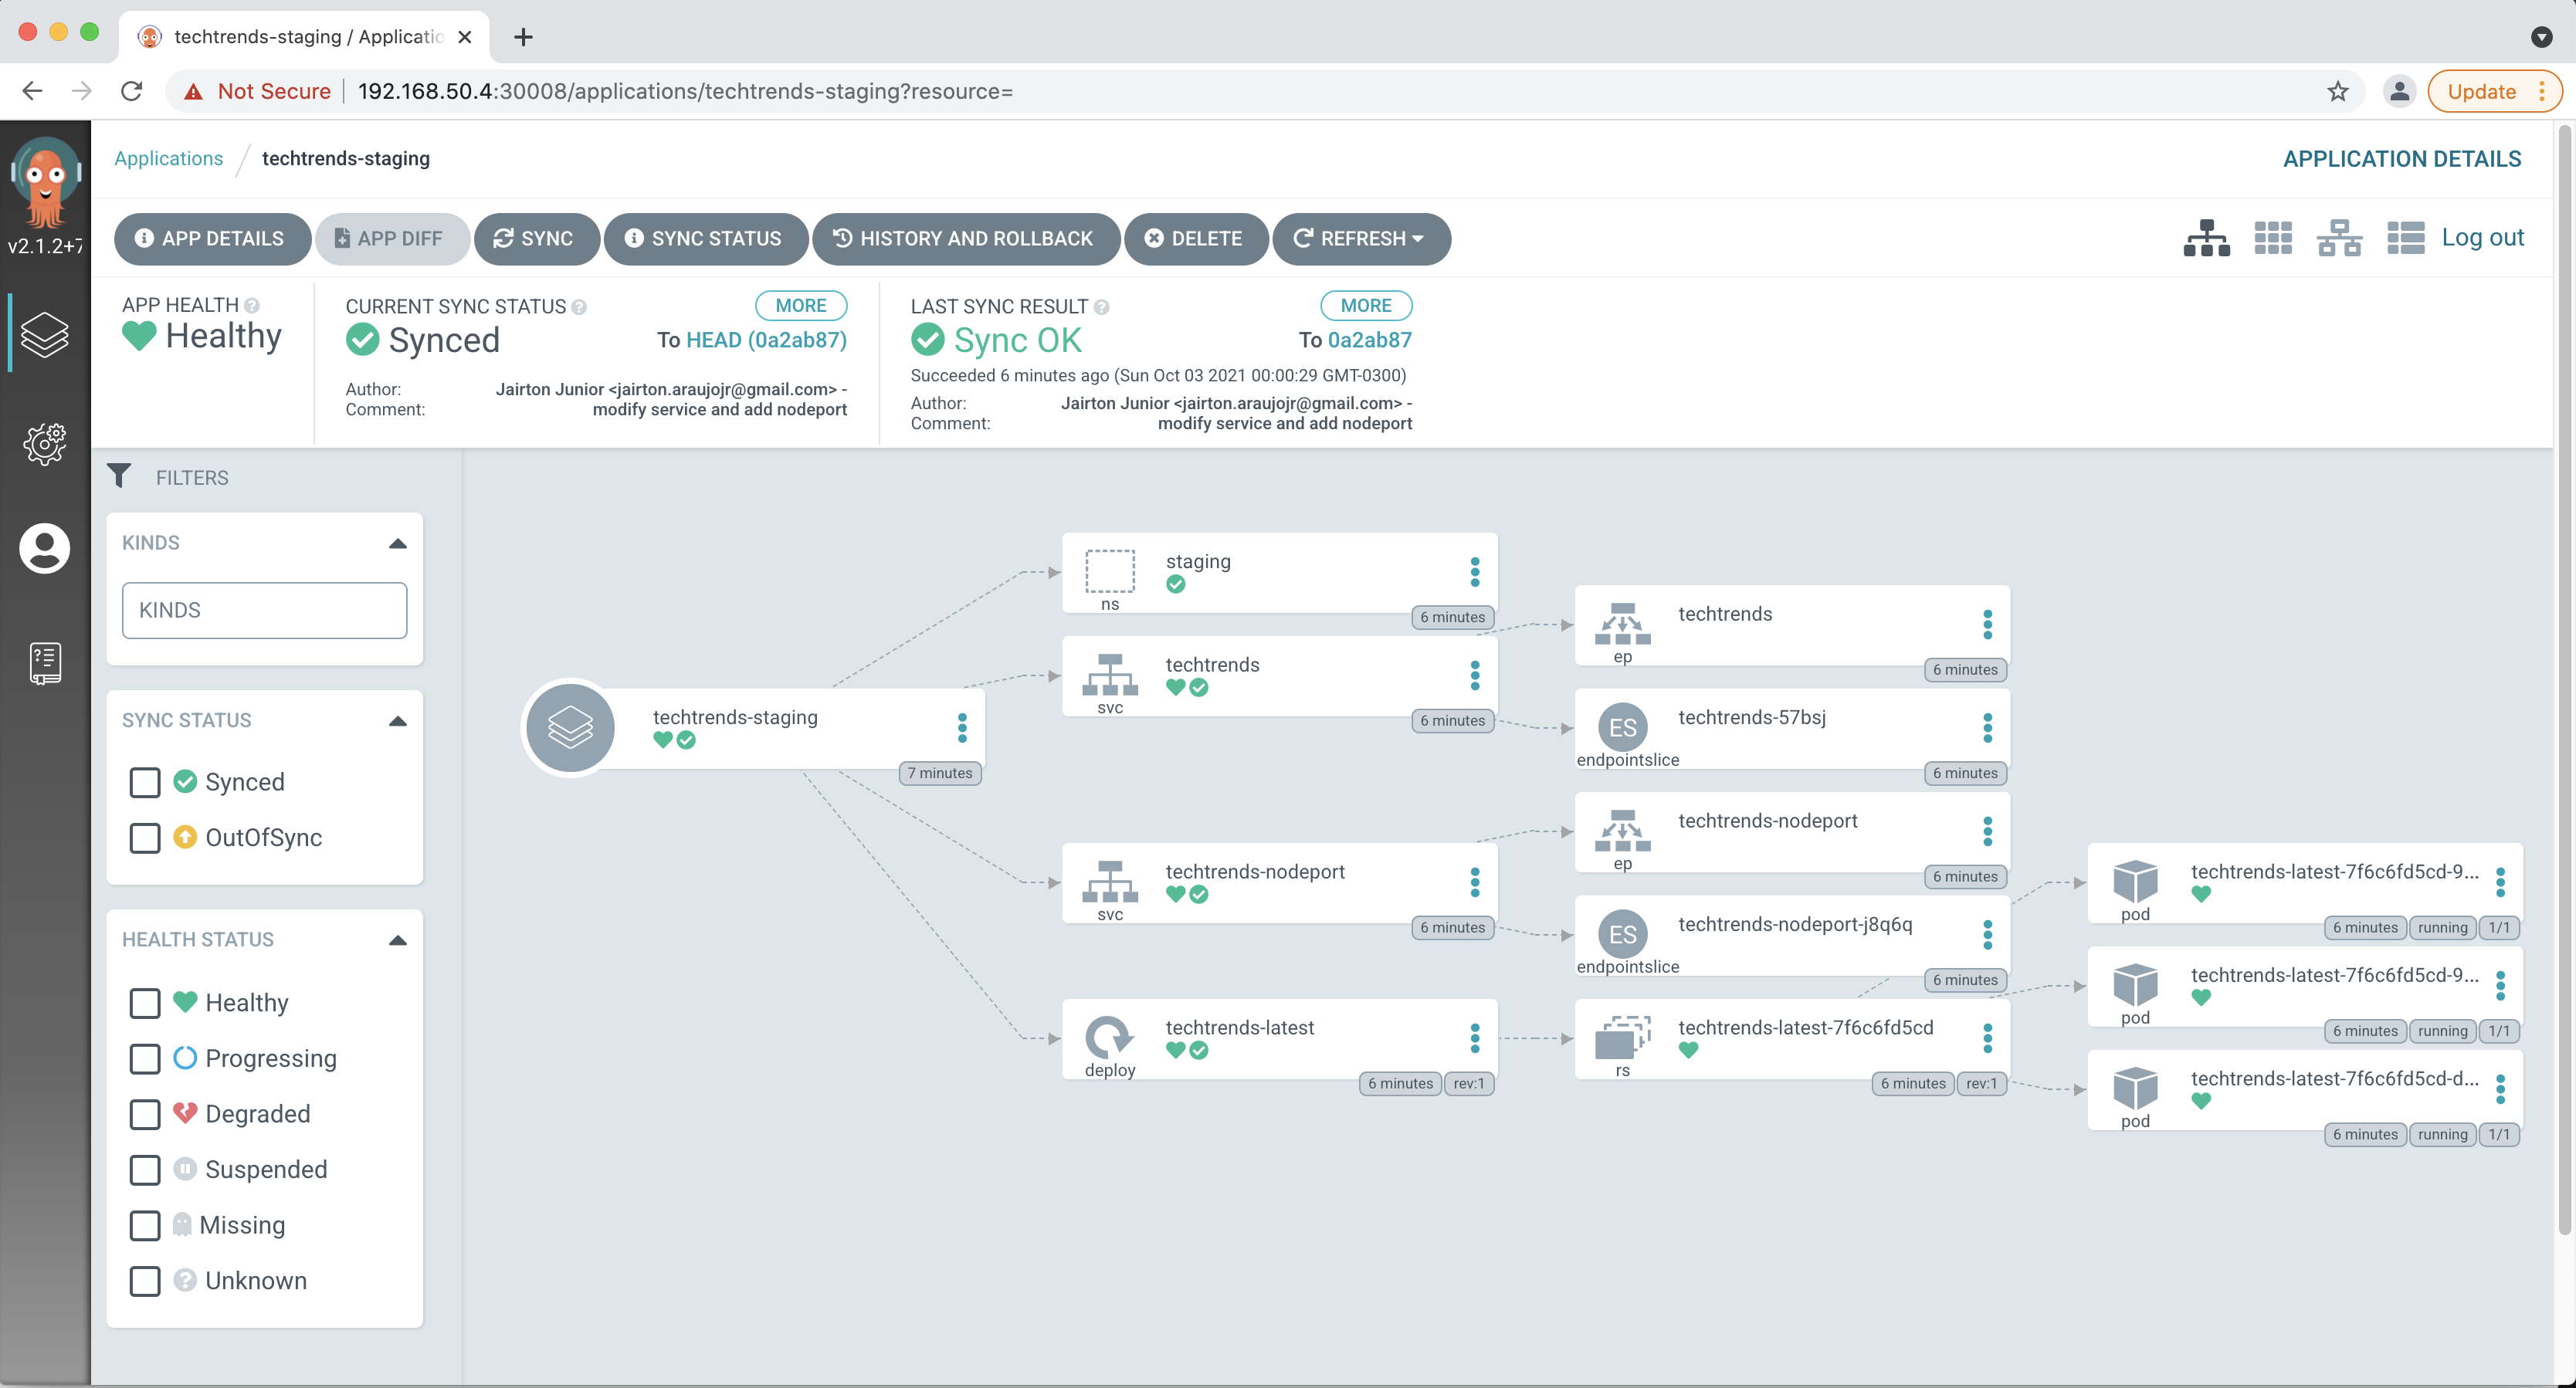 techtrends-staging / Applicatio
Not Secure
192.168.50.4:30008/applications/techtrends-staging?resource=
Update
v2.1.2+7
Applications / techtrends-staging
APPLICATION DETAILS
APP DETAILS
APP DIFF
SYNC
SYNC STATUS
HISTORY AND ROLLBACK
DELETE
REFRESH
Log out
APP HEALTH
Healthy
CURRENT SYNC STATUS
MORE
Synced
To HEAD (0a2ab87)
Author: Jairton Junior <jairton.araujojr@gmail.com> -
Comment: modify service and add nodeport
LAST SYNC RESULT
MORE
Sync OK
To 0a2ab87
Succeeded 6 minutes ago (Sun Oct 03 2021 00:00:29 GMT-0300)
Author: Jairton Junior <jairton.araujojr@gmail.com> -
Comment: modify service and add nodeport
FILTERS
KINDS
KINDS
SYNC STATUS
Synced
OutOfSync
HEALTH STATUS
Healthy
Progressing
Degraded
Suspended
Missing
Unknown
techtrends-staging
7 minutes
staging
ns
6 minutes
techtrends
svc
6 minutes
techtrends-nodeport
svc
6 minutes
techtrends-latest
deploy
6 minutes rev:1
techtrends
ep
6 minutes
ES
techtrends-57bsj
endpointslice
6 minutes
techtrends-nodeport
ep
6 minutes
ES
techtrends-nodeport-j8q6q
endpointslice
6 minutes
techtrends-latest-7f6c6fd5cd
rs
6 minutes rev:1
techtrends-latest-7f6c6fd5cd-9...
pod
6 minutes running 1/1
techtrends-latest-7f6c6fd5cd-9...
pod
6 minutes running 1/1
techtrends-latest-7f6c6fd5cd-d...
pod
6 minutes running 1/1